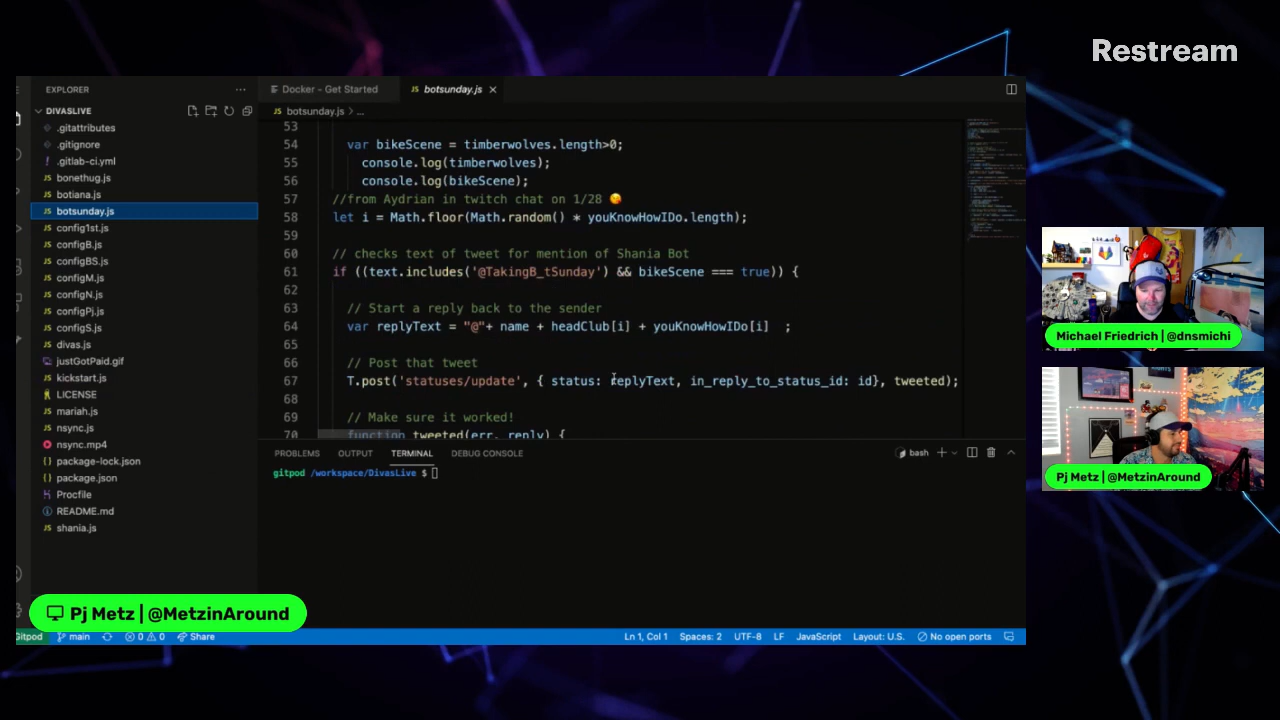 Restream
EXPLORER
DIVASLIVE
.gitattributes
.gitignore
.gitlab-ci.yml
bonethug.js
botiana.js
botsunday.js
config1st.js
configB.js
configBS.js
configM.js
configN.js
configPj.js
configS.js
divas.js
justGotPaid.gif
kickstart.js
LICENSE
mariah.js
nsync.js
nsync.mp4
package-lock.json
package.json
Procfile
README.md
shania.js
Docker - Get Started
JS botsunday.js
JS botsunday.js > ...
53
54 var bikeScene = timberwolves.length>0;
55 console.log(timberwolves);
56 console.log(bikeScene);
57 //from Aydrian in twitch chat on 1/28 😘
58 let i = Math.floor(Math.random() * youKnowHowIDo.length);
59
60 // checks text of tweet for mention of Shania Bot
61 if ((text.includes('@TakingB_tSunday') && bikeScene === true)) {
62
63 // Start a reply back to the sender
64 var replyText = "@"+ name + headClub[i] + youKnowHowIDo[i] ;
65
66 // Post that tweet
67 T.post('statuses/update', { status: replyText, in_reply_to_status_id: id}, tweeted);
68
69 // Make sure it worked!
70 function tweeted(err, reply) {
PROBLEMS OUTPUT TERMINAL DEBUG CONSOLE
bash
gitpod /workspace/DivasLive $
Michael Friedrich | @dnsmichi
Pj Metz | @MetzinAround
Pj Metz | @MetzinAround
Gitpod main 0 0 Share
Ln 1, Col 1 Spaces: 2 UTF-8 LF JavaScript Layout: U.S. No open ports